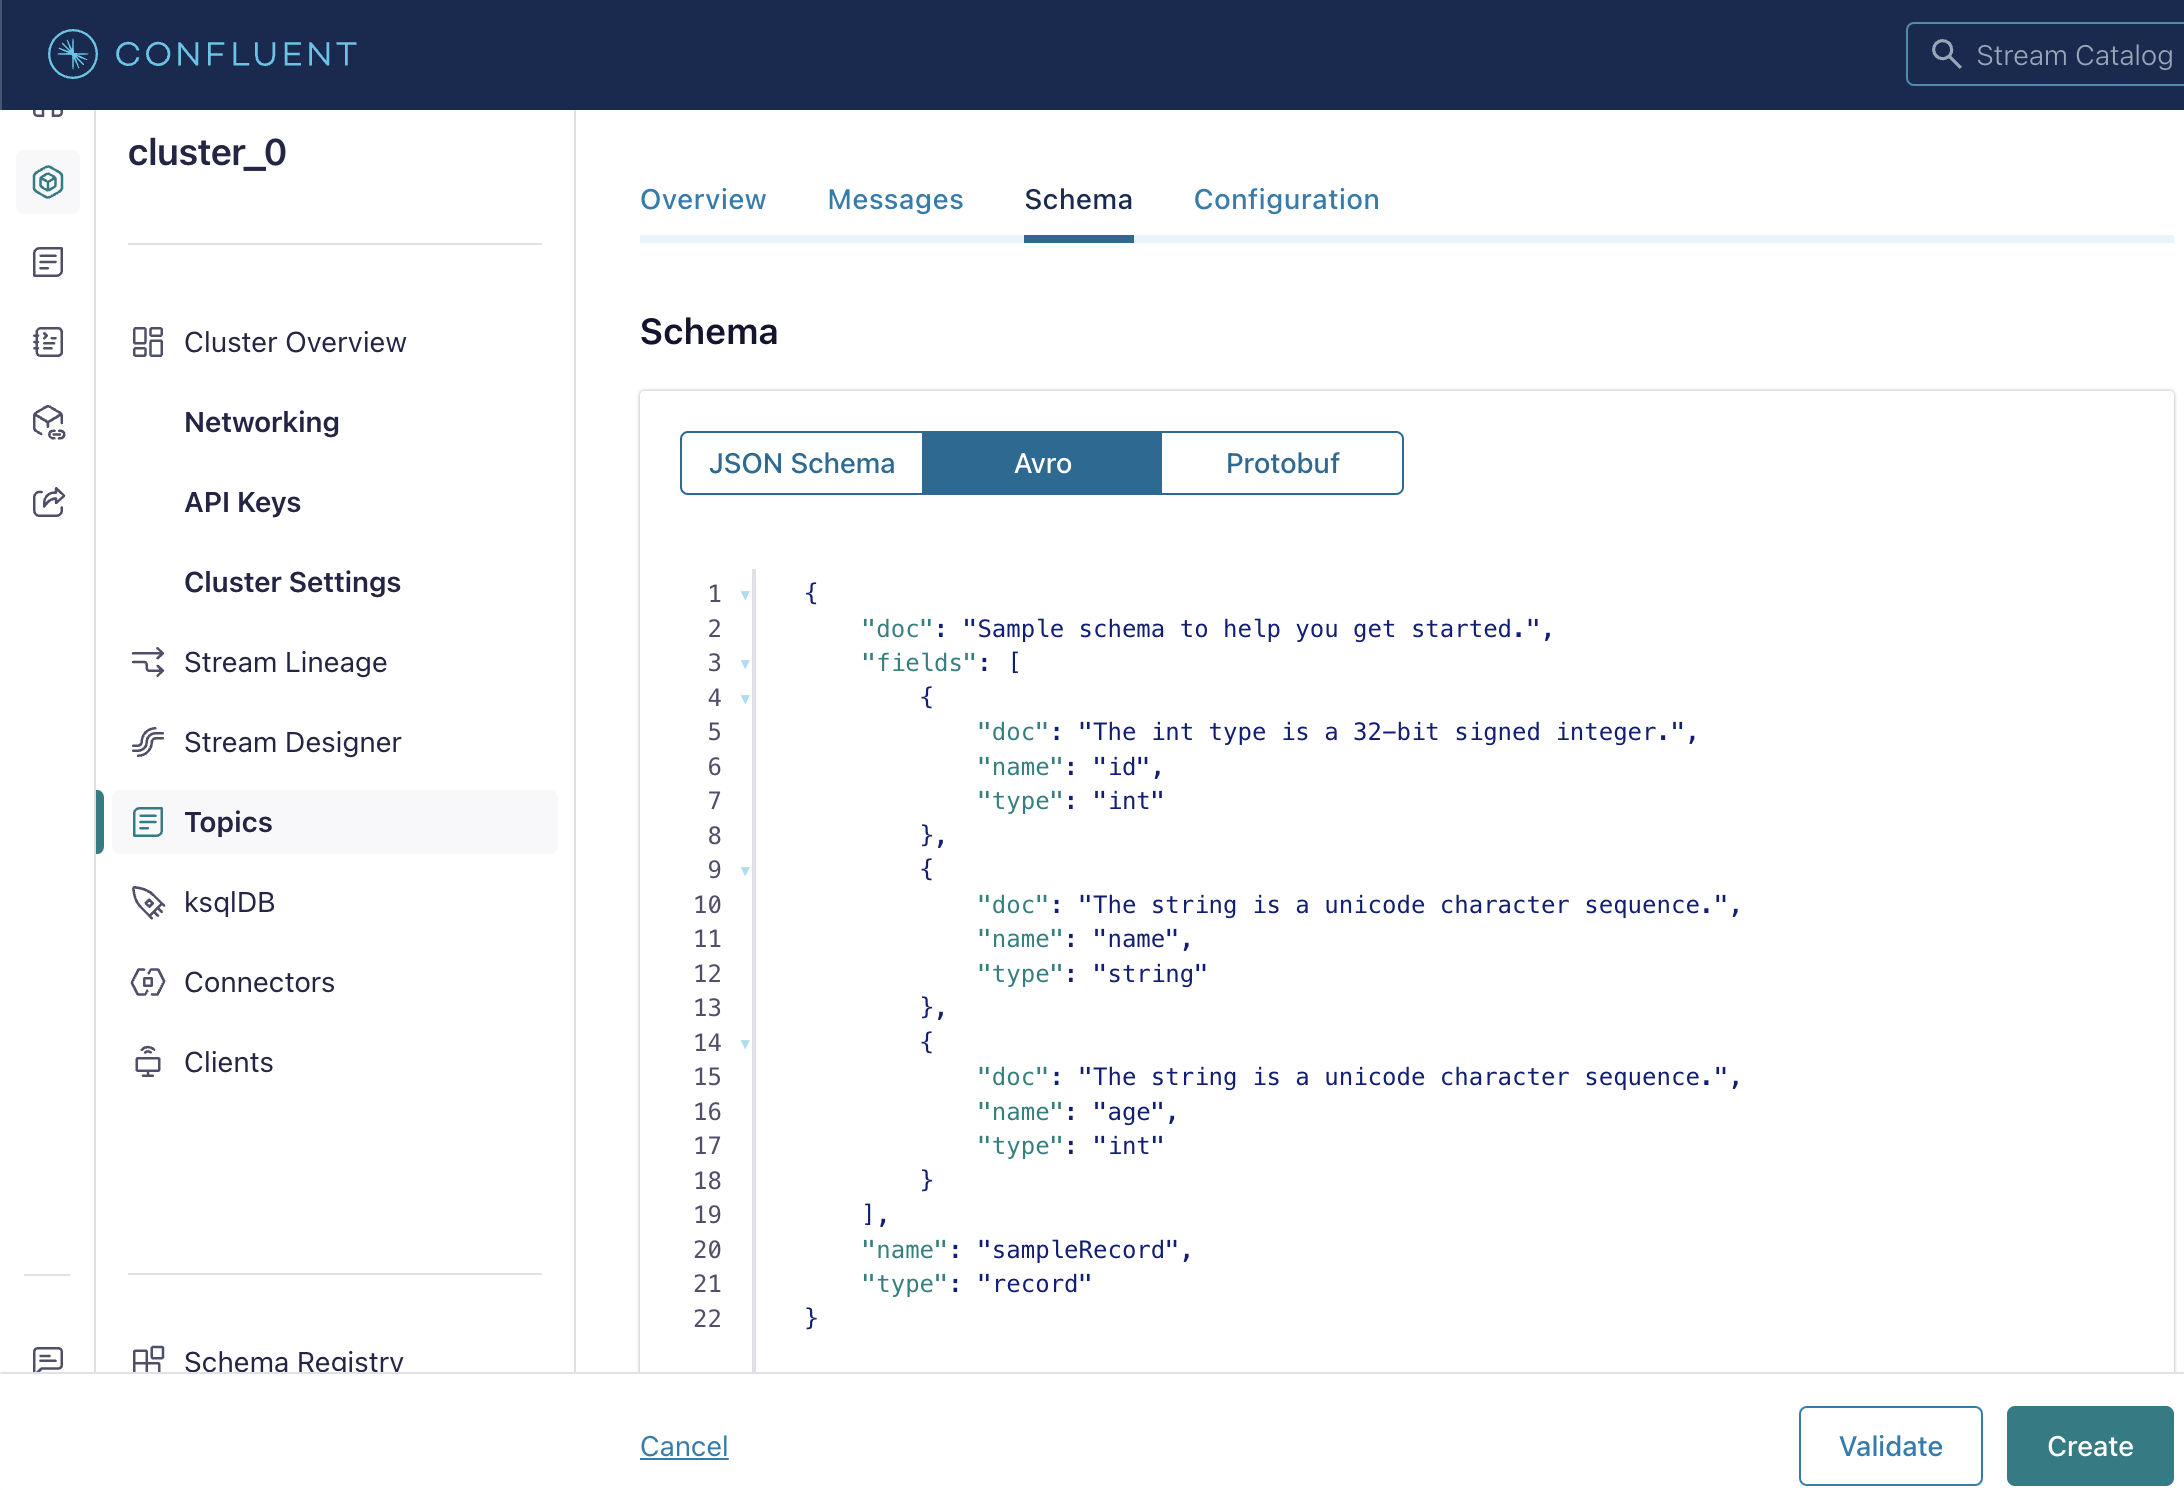 CONFLUENT
Stream Catalog
cluster_0
Cluster Overview
Networking
API Keys
Cluster Settings
Stream Lineage
Stream Designer
Topics
ksqlDB
Connectors
Clients
Schema Registry
Overview Messages Schema Configuration
Schema
JSON Schema Avro Protobuf
1 {
2 "doc": "Sample schema to help you get started.",
3 "fields": [
4 {
5 "doc": "The int type is a 32-bit signed integer.",
6 "name": "id",
7 "type": "int"
8 },
9 {
10 "doc": "The string is a unicode character sequence.",
11 "name": "name",
12 "type": "string"
13 },
14 {
15 "doc": "The string is a unicode character sequence.",
16 "name": "age",
17 "type": "int"
18 }
19 ],
20 "name": "sampleRecord",
21 "type": "record"
22 }
Cancel
Validate
Create